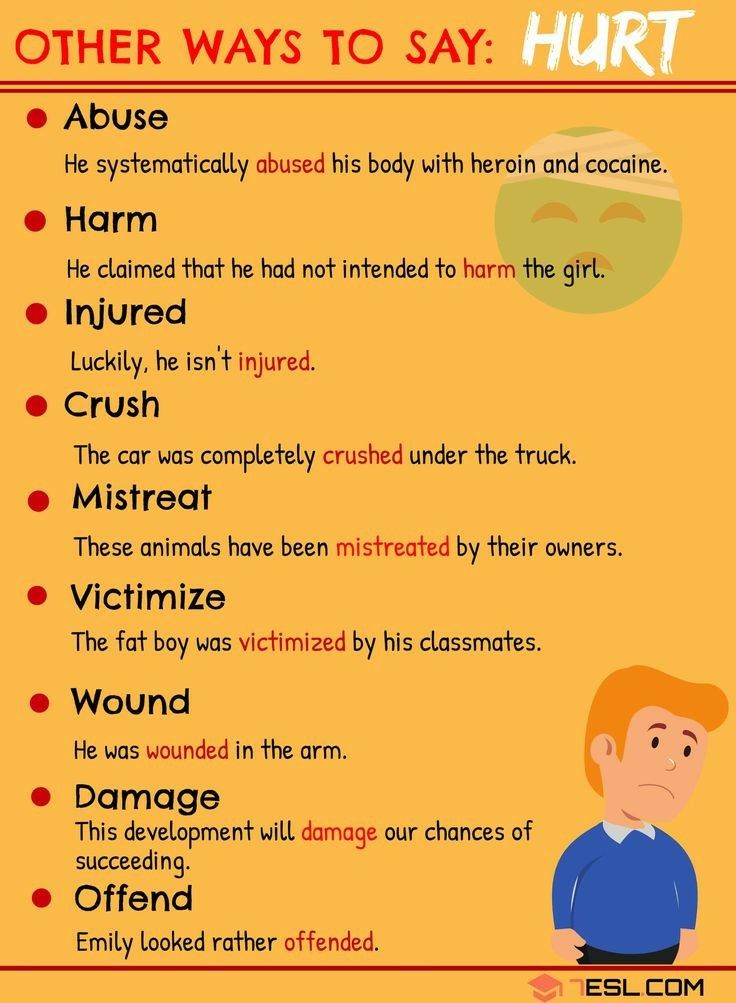 OTHER WAYS TO SAY: HURT
Abuse
He systematically abused his body with heroin and cocaine.
Harm
He claimed that he had not intended to harm the girl.
Injured
Luckily, he isn't injured.
Crush
The car was completely crushed under the truck.
Mistreat
These animals have been mistreated by their owners.
Victimize
The fat boy was victimized by his classmates.
Wound
He was wounded in the arm.
Damage
This development will damage our chances of
succeeding.
Offend
Emily looked rather offended.
7ESL.COM